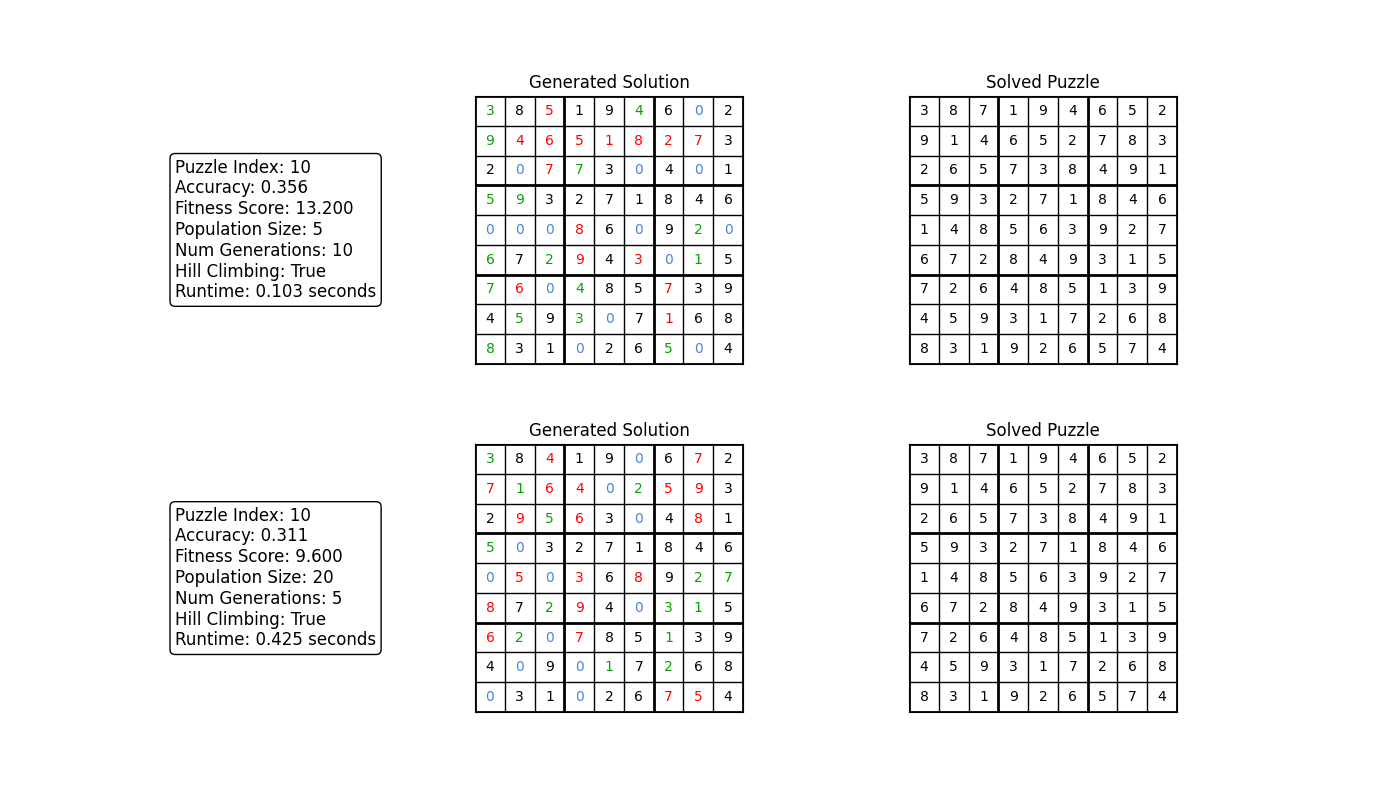 Generated Solution
Solved Puzzle
Puzzle Index: 10
Accuracy: 0.356
Fitness Score: 13.200
Population Size: 5
Num Generations: 10
Hill Climbing: True
Runtime: 0.103 seconds
3 8 5 1 9 4 6 0 2
9 4 6 5 1 8 2 7 3
2 0 7 7 3 0 4 0 1
5 9 3 2 7 1 8 4 6
0 0 0 8 6 0 9 2 0
6 7 2 9 4 3 0 1 5
7 6 0 4 8 5 7 3 9
4 5 9 3 0 7 1 6 8
8 3 1 0 2 6 5 0 4
3 8 7 1 9 4 6 5 2
9 1 4 6 5 2 7 8 3
2 6 5 7 3 8 4 9 1
5 9 3 2 7 1 8 4 6
1 4 8 5 6 3 9 2 7
6 7 2 8 4 9 3 1 5
7 2 6 4 8 5 1 3 9
4 5 9 3 1 7 2 6 8
8 3 1 9 2 6 5 7 4
Generated Solution
Solved Puzzle
Puzzle Index: 10
Accuracy: 0.311
Fitness Score: 9.600
Population Size: 20
Num Generations: 5
Hill Climbing: True
Runtime: 0.425 seconds
3 8 4 1 9 0 6 7 2
7 1 6 4 0 2 5 9 3
2 9 5 6 3 0 4 8 1
5 0 3 2 7 1 8 4 6
0 5 0 3 6 8 9 2 7
8 7 2 9 4 0 3 1 5
6 2 0 7 8 5 1 3 9
4 0 9 0 1 7 2 6 8
0 3 1 0 2 6 7 5 4
3 8 7 1 9 4 6 5 2
9 1 4 6 5 2 7 8 3
2 6 5 7 3 8 4 9 1
5 9 3 2 7 1 8 4 6
1 4 8 5 6 3 9 2 7
6 7 2 8 4 9 3 1 5
7 2 6 4 8 5 1 3 9
4 5 9 3 1 7 2 6 8
8 3 1 9 2 6 5 7 4